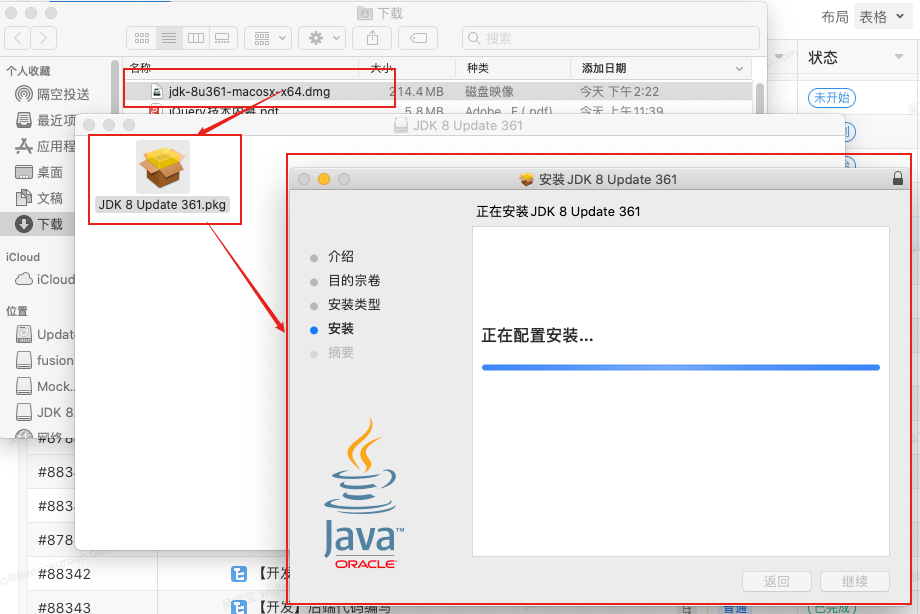 下载
布局 表格
搜索
个人收藏
隔空投送
最近项
应用程
桌面
文稿
下载
iCloud
iCloud
位置
Updat
fusion
Mock..
JDK 8
网络
名称 大小 种类 添加日期
jdk-8u361-macosx-x64.dmg 214.4 MB 磁盘映像 今天 下午2:22
jQuery技术内幕.pdf 5.8 MB Adobe…F (.pdf) 今天 上午11:39
状态
未开始
JDK 8 Update 361
JDK 8 Update 361.pkg
安装 JDK 8 Update 361
正在安装 JDK 8 Update 361
介绍
目的宗卷
安装类型
安装
摘要
正在配置安装...
Java™
ORACLE
返回 继续
#883
#883
#878
#88342 【开发
#88343 【开发】后端代码编写 普通 已完成